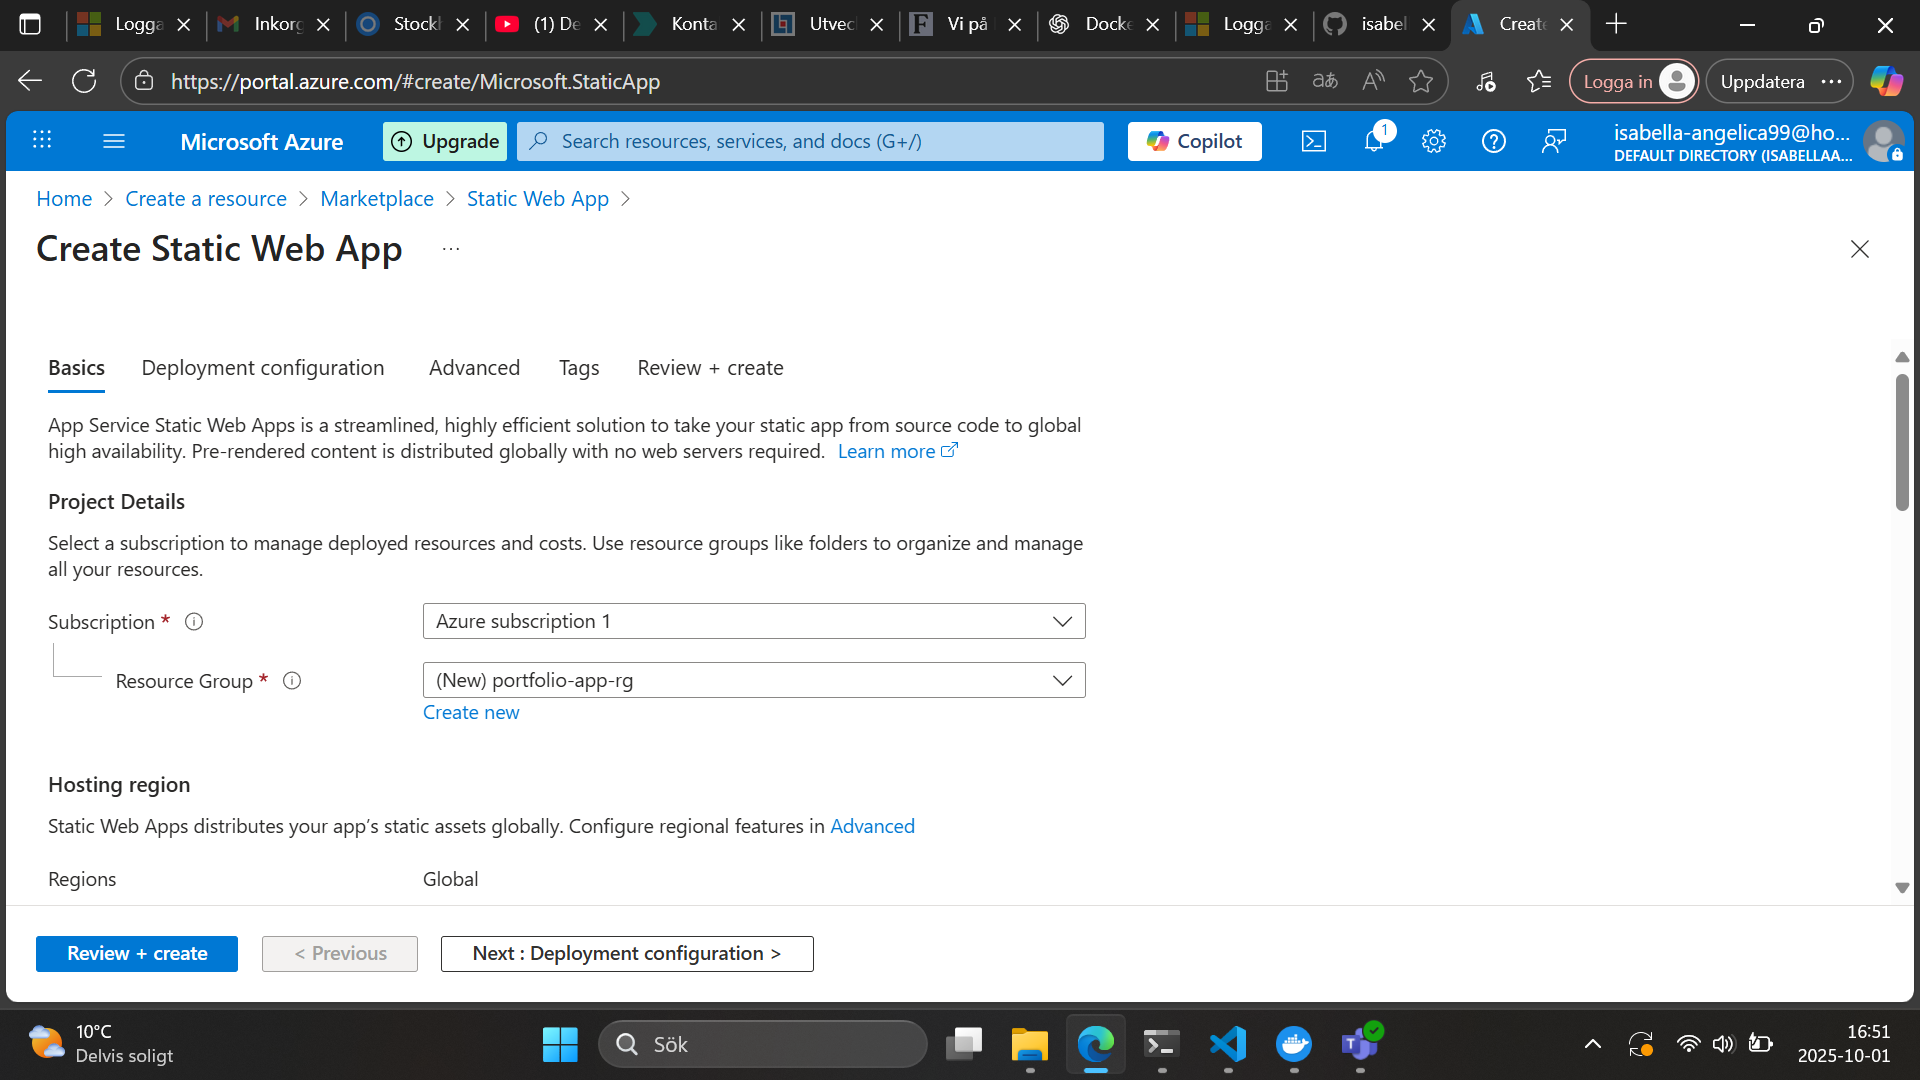 Logga
Inkorg
Stockh
(1) De
Konta
Utvec
Vi på
Docke
Logga
isabel
Create
https://portal.azure.com/#create/Microsoft.StaticApp
Logga in
Uppdatera
Microsoft Azure
Upgrade
Search resources, services, and docs (G+/)
Copilot
1
isabella-angelica99@ho...
DEFAULT DIRECTORY (ISABELLAA...
Home
Create a resource
Marketplace
Static Web App
Create Static Web App
Basics
Deployment configuration
Advanced
Tags
Review + create
App Service Static Web Apps is a streamlined, highly efficient solution to take your static app from source code to global
high availability. Pre-rendered content is distributed globally with no web servers required. Learn more
Project Details
Select a subscription to manage deployed resources and costs. Use resource groups like folders to organize and manage
all your resources.
Subscription *
Azure subscription 1
Resource Group *
(New) portfolio-app-rg
Create new
Hosting region
Static Web Apps distributes your app's static assets globally. Configure regional features in Advanced
Regions
Global
Review + create
< Previous
Next : Deployment configuration >
10°C
Delvis soligt
Sök
16:51
2025-10-01